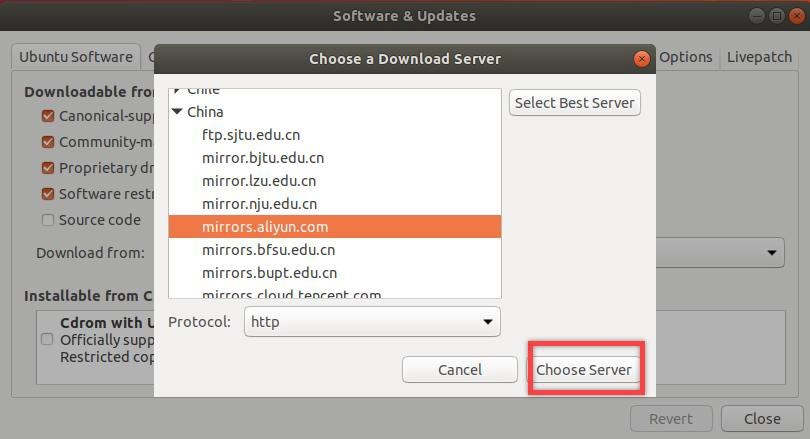 Software & Updates
Ubuntu Software
Options
Livepatch
Choose a Download Server
Downloadable
Chile
China
Select Best Server
ftp.sjtu.edu.cn
mirror.bjtu.edu.cn
mirror.lzu.edu.cn
mirror.nju.edu.cn
mirrors.aliyun.com
mirrors.bfsu.edu.cn
mirrors.bupt.edu.cn
mirrors.cloud.tencent.com
Canonical-supp
Community-m
Proprietary dr
Software rest
Source code
Download from:
Protocol:
http
Installable from C
Cdrom with U
Officially supp
Restricted cop
Cancel
Choose Server
Revert
Close